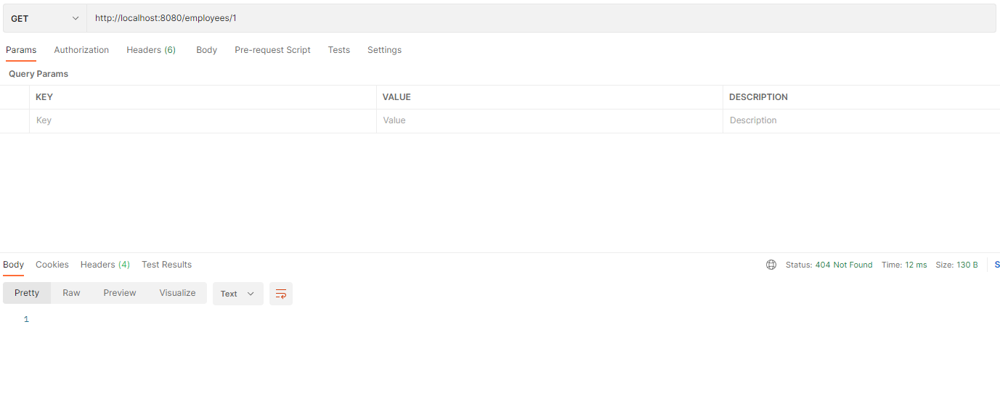 GET http://localhost:8080/employees/1
Params Authorization Headers (6) Body Pre-request Script Tests Settings
Query Params
KEY VALUE DESCRIPTION
Key Value Description
Body Cookies Headers (4) Test Results Status: 404 Not Found Time: 12 ms Size: 130 B S
Pretty Raw Preview Visualize Text
1